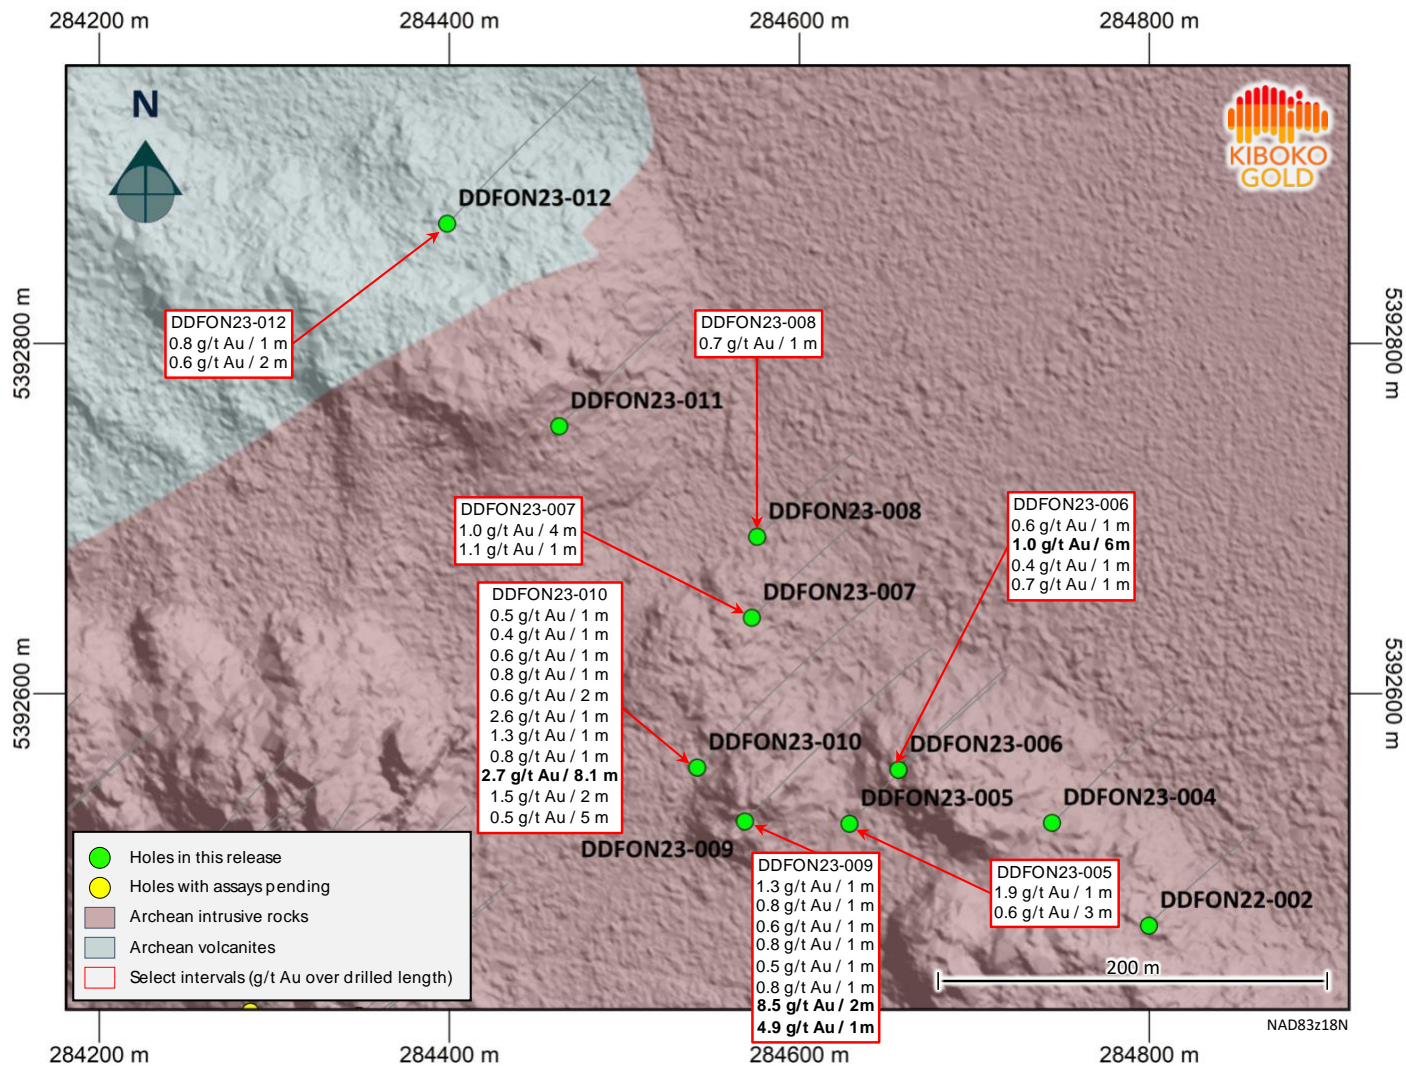 284200 m
284400 m
284600 m
284800 m
N
KIBOKO
GOLD
DDFON23-012
5392800 m
5392800 m
DDFON23-012
0.8 g/t Au / 1 m
0.6 g/t Au / 2 m
DDFON23-008
0.7 g/t Au / 1 m
DDFON23-011
DDFON23-007
1.0 g/t Au / 4 m
1.1 g/t Au / 1 m
DDFON23-008
DDFON23-006
0.6 g/t Au / 1 m
1.0 g/t Au / 6m
0.4 g/t Au / 1 m
0.7 g/t Au / 1 m
DDFON23-007
DDFON23-010
0.5 g/t Au / 1 m
0.4 g/t Au / 1 m
0.6 g/t Au / 1 m
0.8 g/t Au / 1 m
0.6 g/t Au / 2 m
2.6 g/t Au / 1 m
1.3 g/t Au / 1 m
0.8 g/t Au / 1 m
2.7 g/t Au / 8.1 m
1.5 g/t Au / 2 m
0.5 g/t Au / 5 m
5392600 m
5392600 m
DDFON23-010
DDFON23-006
DDFON23-005
DDFON23-004
DDFON23-009
DDFON23-009
1.3 g/t Au / 1 m
0.8 g/t Au / 1 m
0.6 g/t Au / 1 m
0.8 g/t Au / 1 m
0.5 g/t Au / 1 m
0.8 g/t Au / 1 m
8.5 g/t Au / 2m
4.9 g/t Au / 1m
DDFON23-005
1.9 g/t Au / 1 m
0.6 g/t Au / 3 m
DDFON22-002
Holes in this release
Holes with assays pending
Archean intrusive rocks
Archean volcanites
Select intervals (g/t Au over drilled length)
200 m
NAD83z18N
284200 m
284400 m
284600 m
284800 m